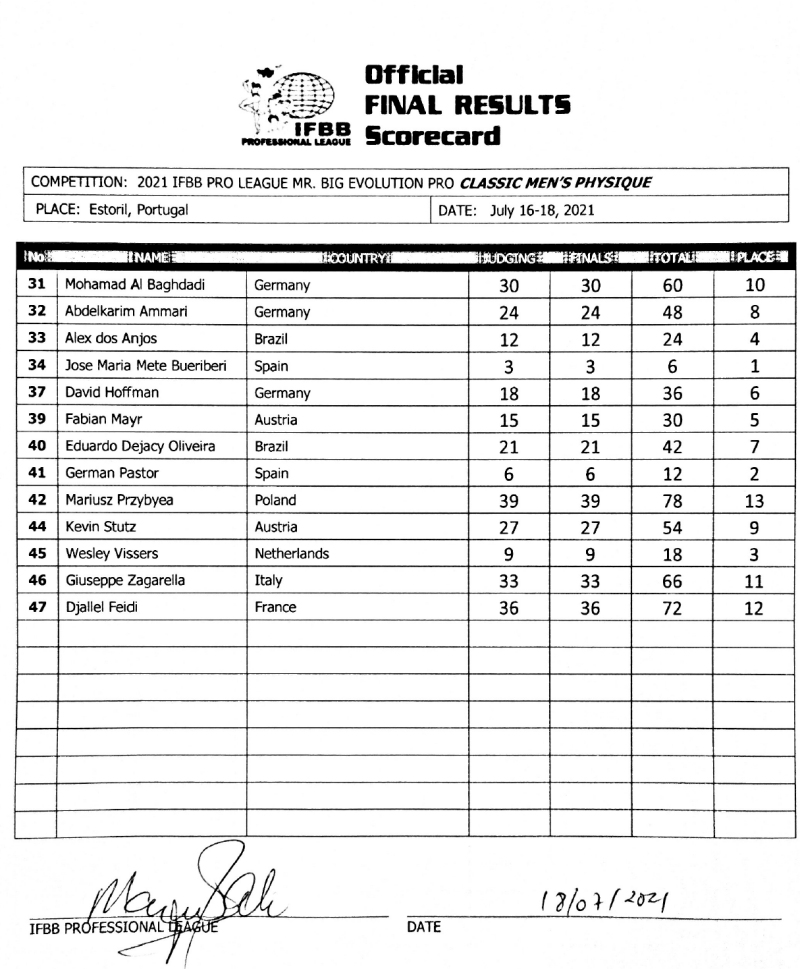 Official
FINAL RESULTS
Scorecard
IFBB
PROFESSIONAL LEAGUE
COMPETITION: 2021 IFBB PRO LEAGUE MR. BIG EVOLUTION PRO CLASSIC MEN'S PHYSIQUE
PLACE: Estoril, Portugal DATE: July 16-18, 2021
No NAME COUNTRY JUDGING FINALS TOTAL PLACE
31 Mohamad Al Baghdadi Germany 30 30 60 10
32 Abdelkarim Ammari Germany 24 24 48 8
33 Alex dos Anjos Brazil 12 12 24 4
34 Jose Maria Mete Bueriberi Spain 3 3 6 1
37 David Hoffman Germany 18 18 36 6
39 Fabian Mayr Austria 15 15 30 5
40 Eduardo Dejacy Oliveira Brazil 21 21 42 7
41 German Pastor Spain 6 6 12 2
42 Mariusz Przybyea Poland 39 39 78 13
44 Kevin Stutz Austria 27 27 54 9
45 Wesley Vissers Netherlands 9 9 18 3
46 Giuseppe Zagarella Italy 33 33 66 11
47 Djallel Feidi France 36 36 72 12
18/07/2021
IFBB PROFESSIONAL LEAGUE DATE